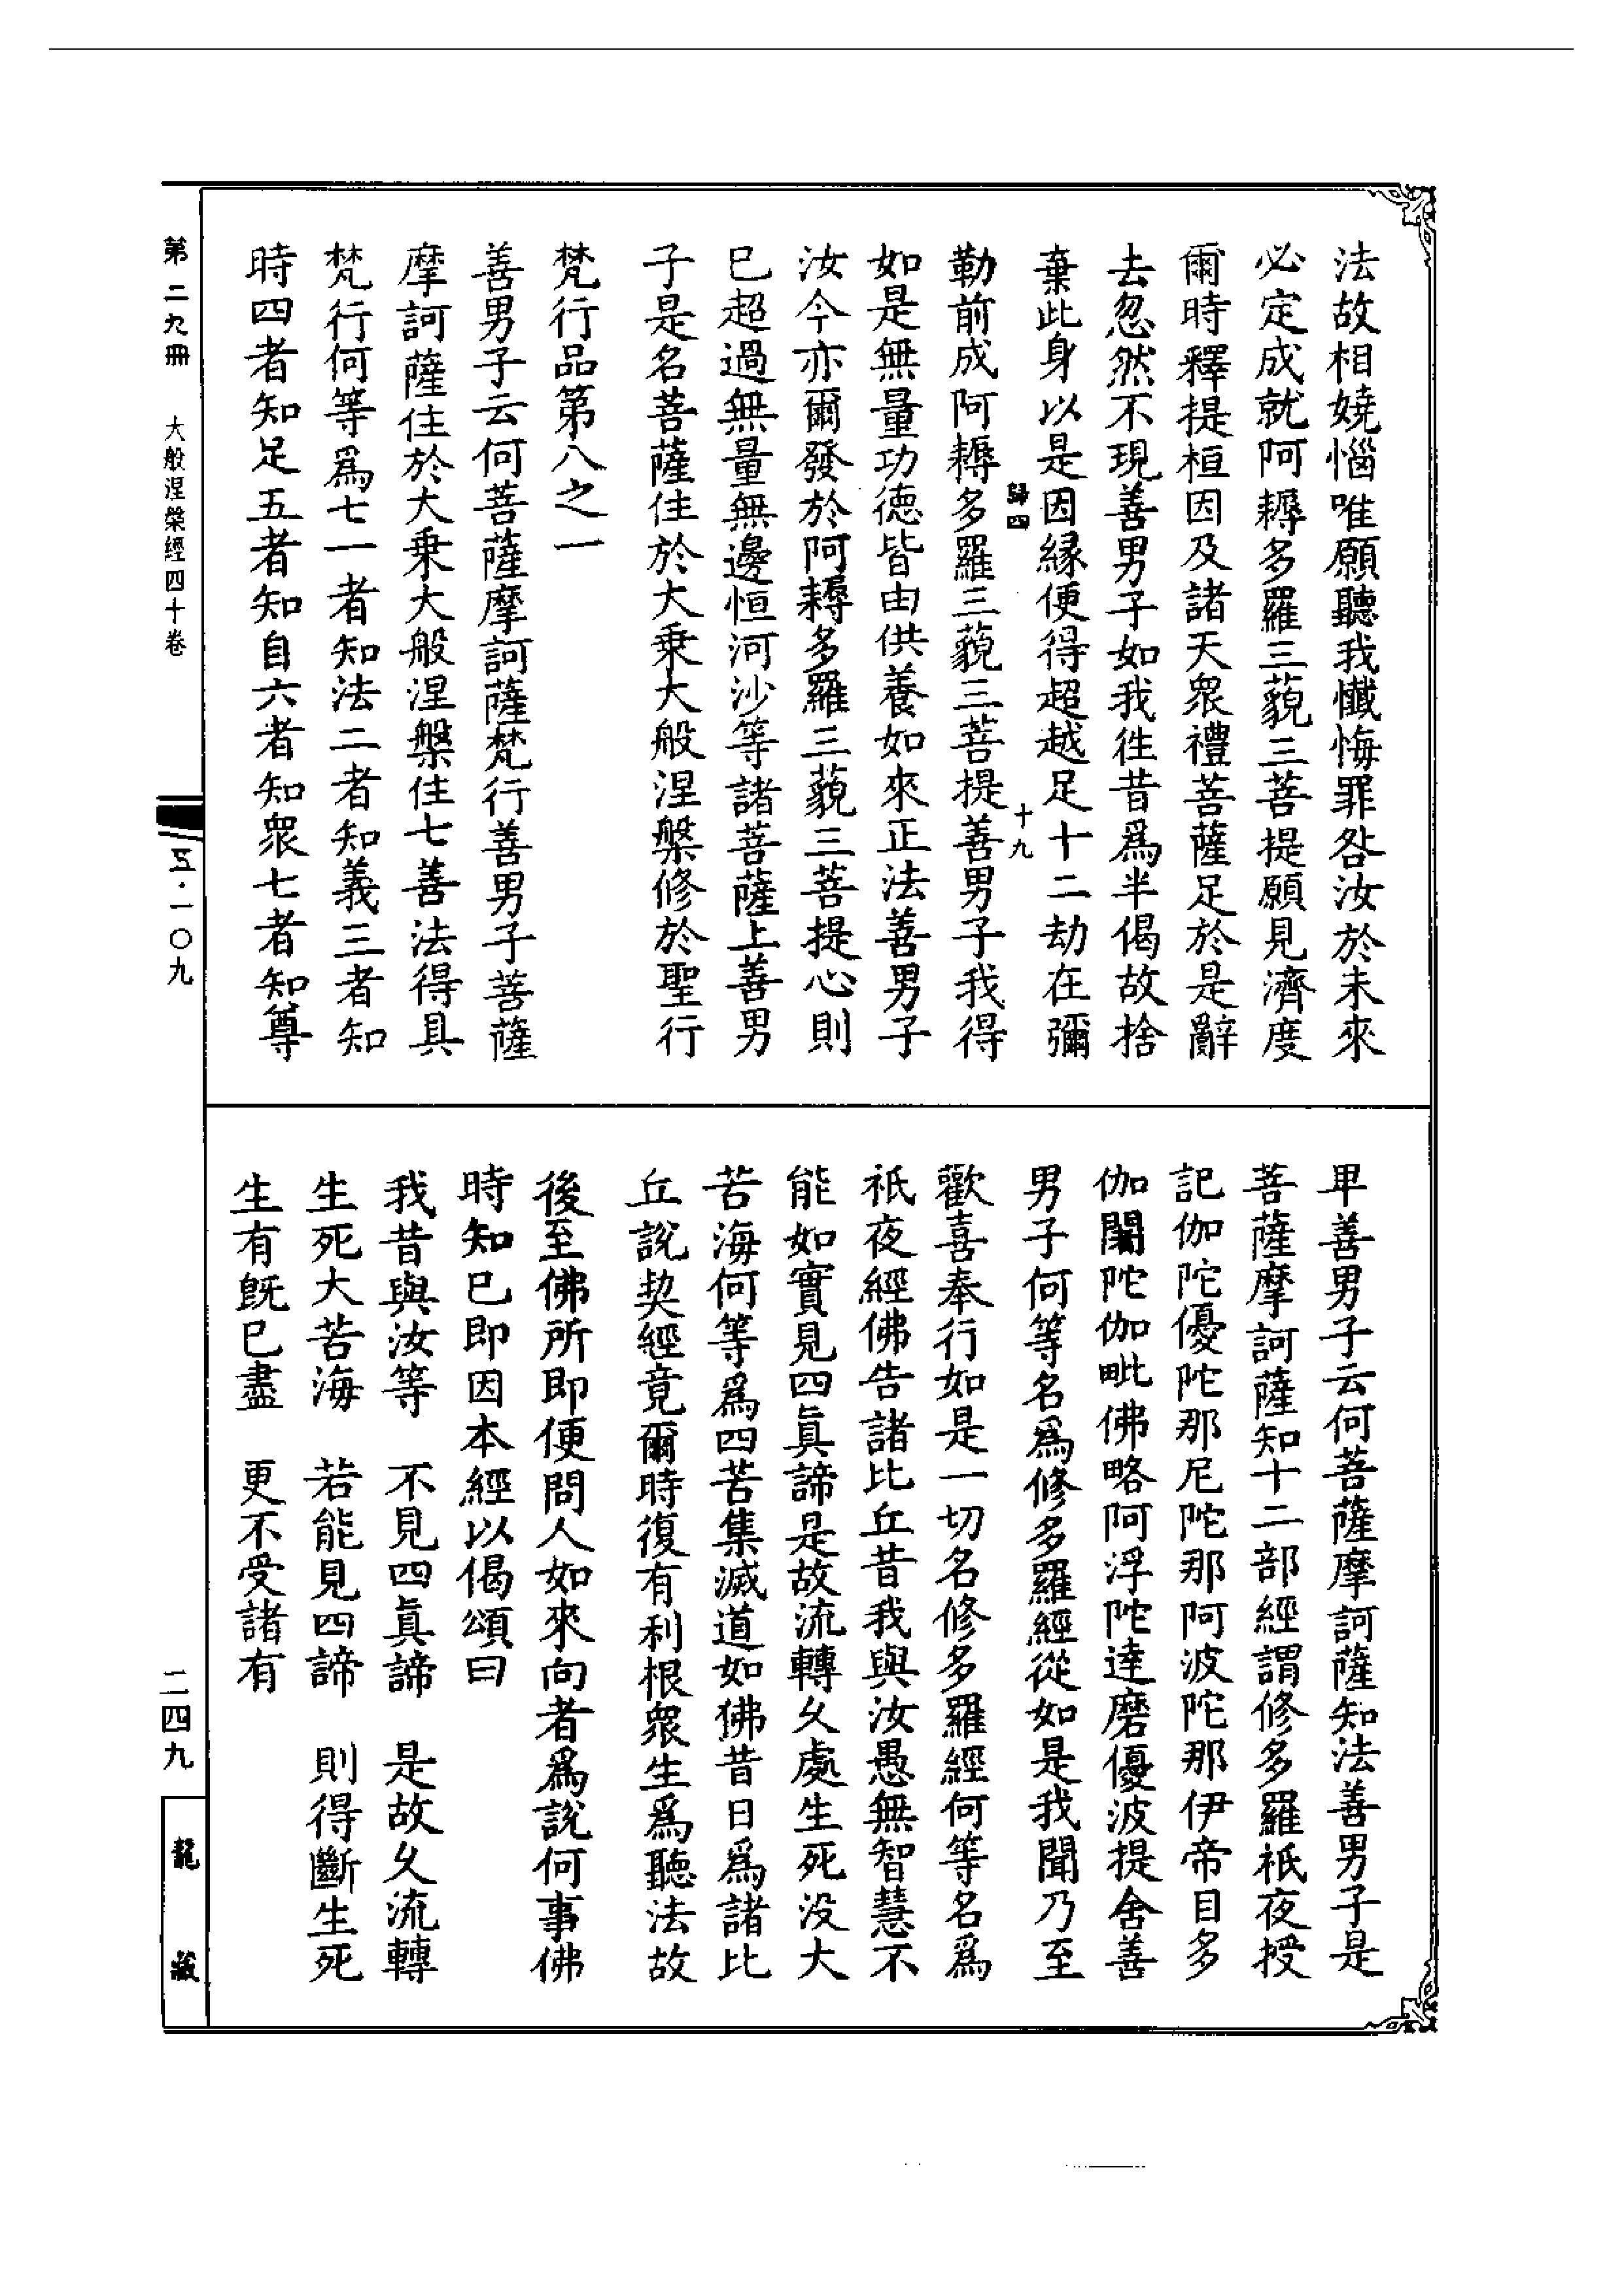 法故相嬈惱唯願聽我懺悔罪咎汝於未來
必定成就阿耨多羅三藐三菩提願見濟度
爾時釋提桓因及諸天眾禮菩薩足於是辭
去忽然不現善男子如我徃昔爲半偈故捨
棄此身以是因緣便得超越足十二劫在彌
歸四 十九
勒前成阿耨多羅三藐三菩提善男子我得
如是無量功德皆由供養如來正法善男子
汝今亦爾發於阿耨多羅三藐三菩提心則
已超過無量無邊恒河沙等諸菩薩上善男
子是名菩薩住於大乗大般涅槃修於聖行
梵行品第八之一
善男子云何菩薩摩訶薩梵行善男子菩薩
摩訶薩住於大乗大般涅槃住七善法得具
梵行何等爲七一者知法二者知義三者知
時四者知足五者知自六者知眾七者知尊
卑善男子云何菩薩摩訶薩知法善男子是
菩薩摩訶薩知十二部經謂修多羅祇夜授
記伽陀優陀那尼陀那阿波陀那伊帝目多
伽闍陀伽毗佛略阿浮陀達磨優波提舍善
男子何等名爲修多羅經從如是我聞乃至
歡喜奉行如是一切名修多羅經何等名爲
祇夜經佛告諸比丘昔我與汝愚無智慧不
能如實見四眞諦是故流轉久處生死没大
苦海何等爲四苦集滅道如佛昔日爲諸比
丘說契經竟爾時復有利根眾生爲聽法故
後至佛所即便問人如來向者爲說何事佛
時知已即因本經以偈頌曰
我昔與汝等 不見四眞諦 是故久流轉
生死大苦海 若能見四諦 則得斷生死
生有旣已盡 更不受諸有
第二九冊 大般涅槃經四十卷 五·一〇九
二四九 龍藏